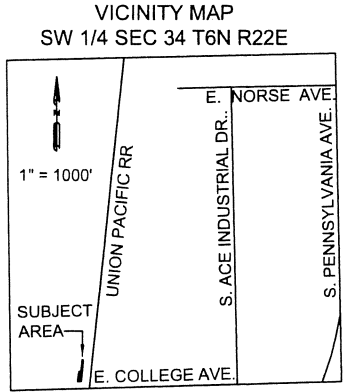 VICINITY MAP
SW 1/4 SEC 34 T6N R22E
E. NORSE AVE.
N
1" = 1000'
UNION PACIFIC RR
S. ACE INDUSTRIAL DR..
S. PENNSYLVANIA AVE.
SUBJECT
AREA
E. COLLEGE AVE.